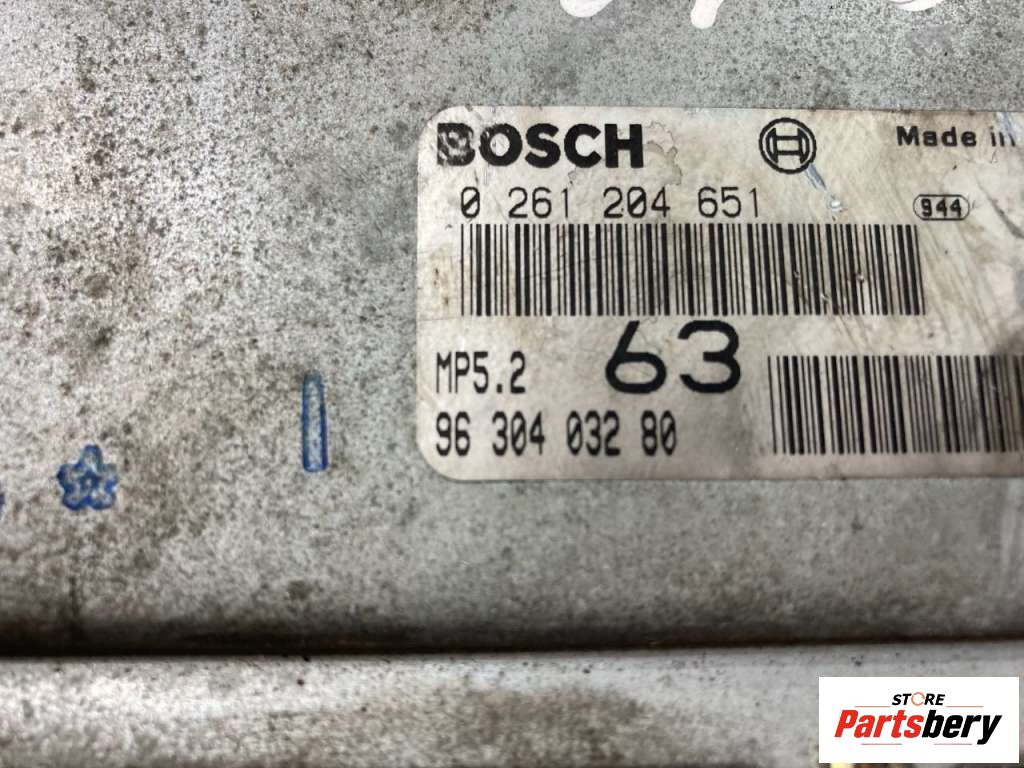 BOSCH
Made in
0 261 204 651
944
MP5.2
63
96 304 032 80
STORE
Partsbery